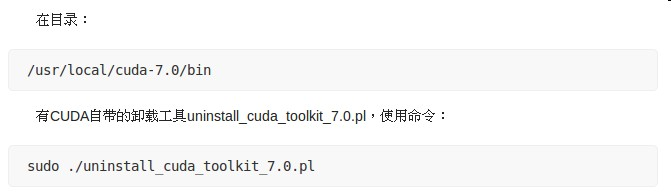 在目录：
/usr/local/cuda-7.0/bin
有CUDA自带的卸载工具uninstall_cuda_toolkit_7.0.pl，使用命令：
sudo ./uninstall_cuda_toolkit_7.0.pl